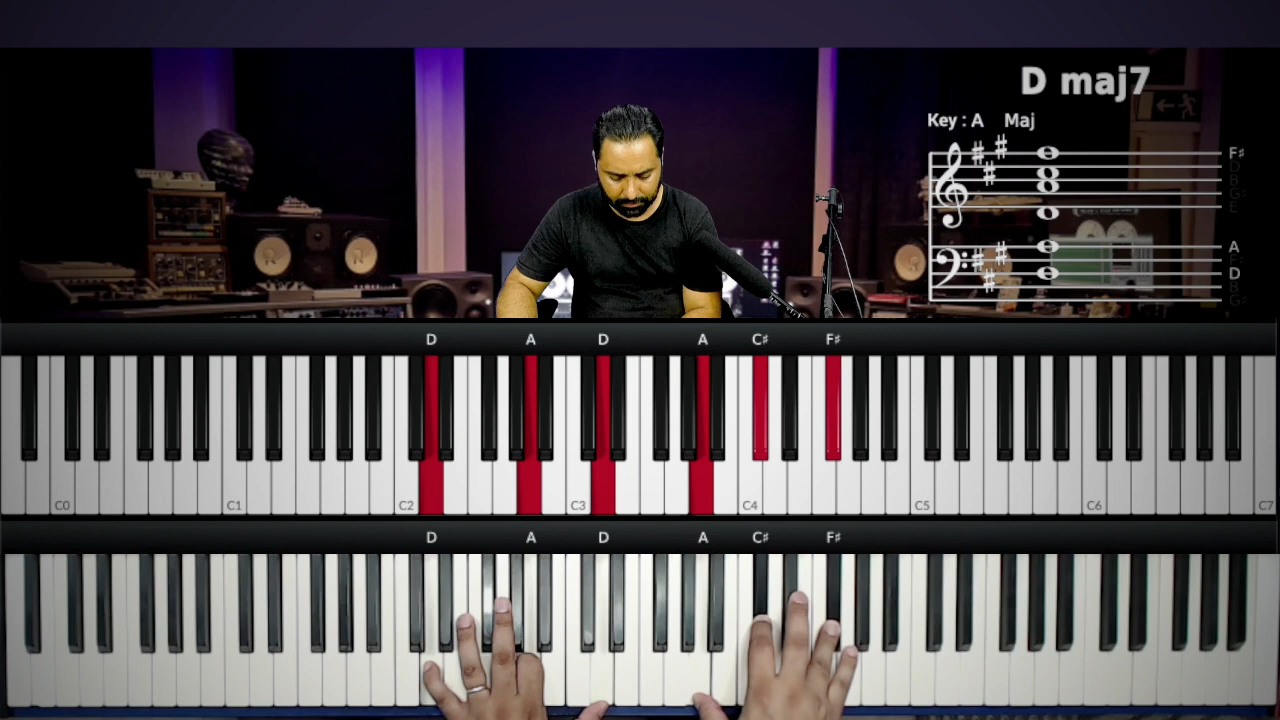 D maj7
Key : A Maj
F♯
A
D
D A D A C♯ F♯
C0 C1 C2 C3 C4 C5 C6 C7
D A D A C♯ F♯